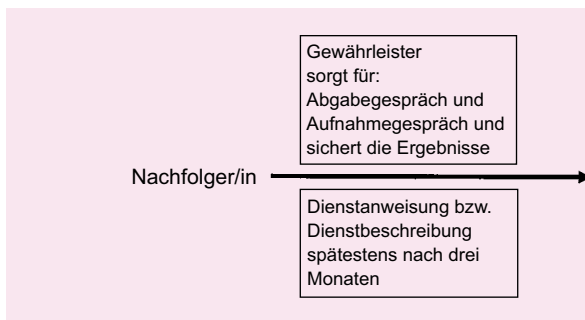 Gewährleister
sorgt für:
Abgabegespräch und
Aufnahmegespräch und
sichert die Ergebnisse
Nachfolger/in
Dienstanweisung bzw.
Dienstbeschreibung
spätestens nach drei
Monaten